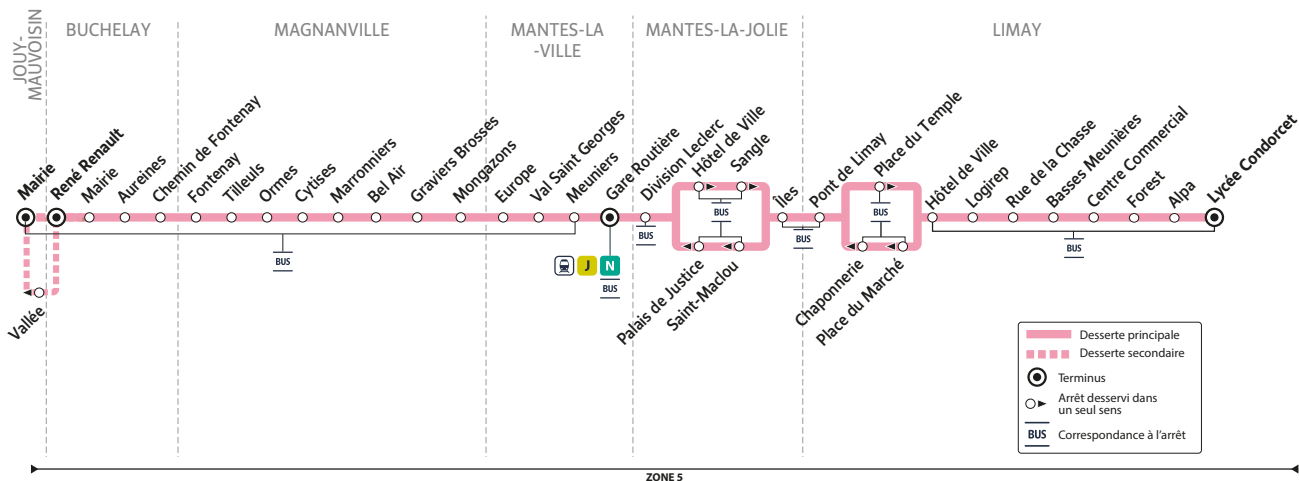 JOUY-
MAUVOISIN
BUCHELAY
MAGNANVILLE
MANTES-LA
-VILLE
MANTES-LA-JOLIE
LIMAY
Mairie
René Renault
Mairie
Aureines
Chemin de Fontenay
Fontenay
Tilleuls
Ormes
Cytises
Marronniers
Bel Air
Graviers Brosses
Mongazons
Europe
Val Saint Georges
Meuniers
Gare Routière
Division Leclerc
Hôtel de Ville
Sangle
Îles
Pont de Limay
Place du Temple
Hôtel de Ville
Logirep
Rue de la Chasse
Basses Meunières
Centre Commercial
Forest
Alpa
Lycée Condorcet
BUS
BUS
BUS
BUS
BUS
BUS
BUS
BUS
BUS
J
N
BUS
Vallée
Palais de Justice
Saint-Maclou
Chaponnerie
Place du Marché
Desserte principale
Desserte secondaire
Terminus
Arrêt desservi dans
un seul sens
BUS
Correspondance à l'arrêt
ZONE 5